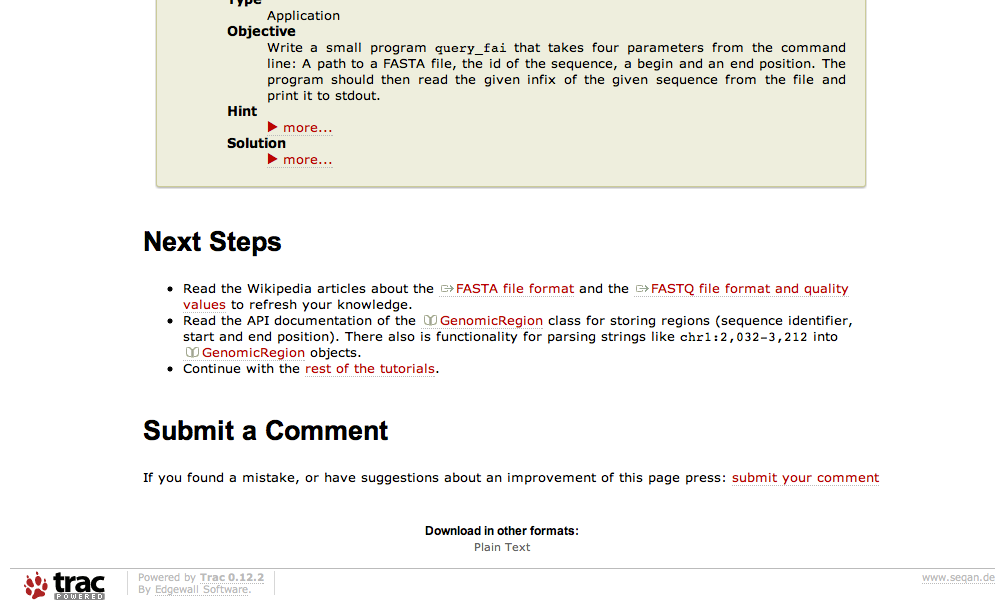 Type
Application
Objective
Write a small program query_fai that takes four parameters from the command
line: A path to a FASTA file, the id of the sequence, a begin and an end position. The
program should then read the given infix of the given sequence from the file and
print it to stdout.
Hint
more...
Solution
more...
Next Steps
Read the Wikipedia articles about the FASTA file format and the FASTQ file format and quality
values to refresh your knowledge.
Read the API documentation of the GenomicRegion class for storing regions (sequence identifier,
start and end position). There also is functionality for parsing strings like chr1:2,032-3,212 into
GenomicRegion objects.
Continue with the rest of the tutorials.
Submit a Comment
If you found a mistake, or have suggestions about an improvement of this page press: submit your comment
Download in other formats:
Plain Text
trac
POWERED
Powered by Trac 0.12.2
By Edgewall Software.
www.seqan.de